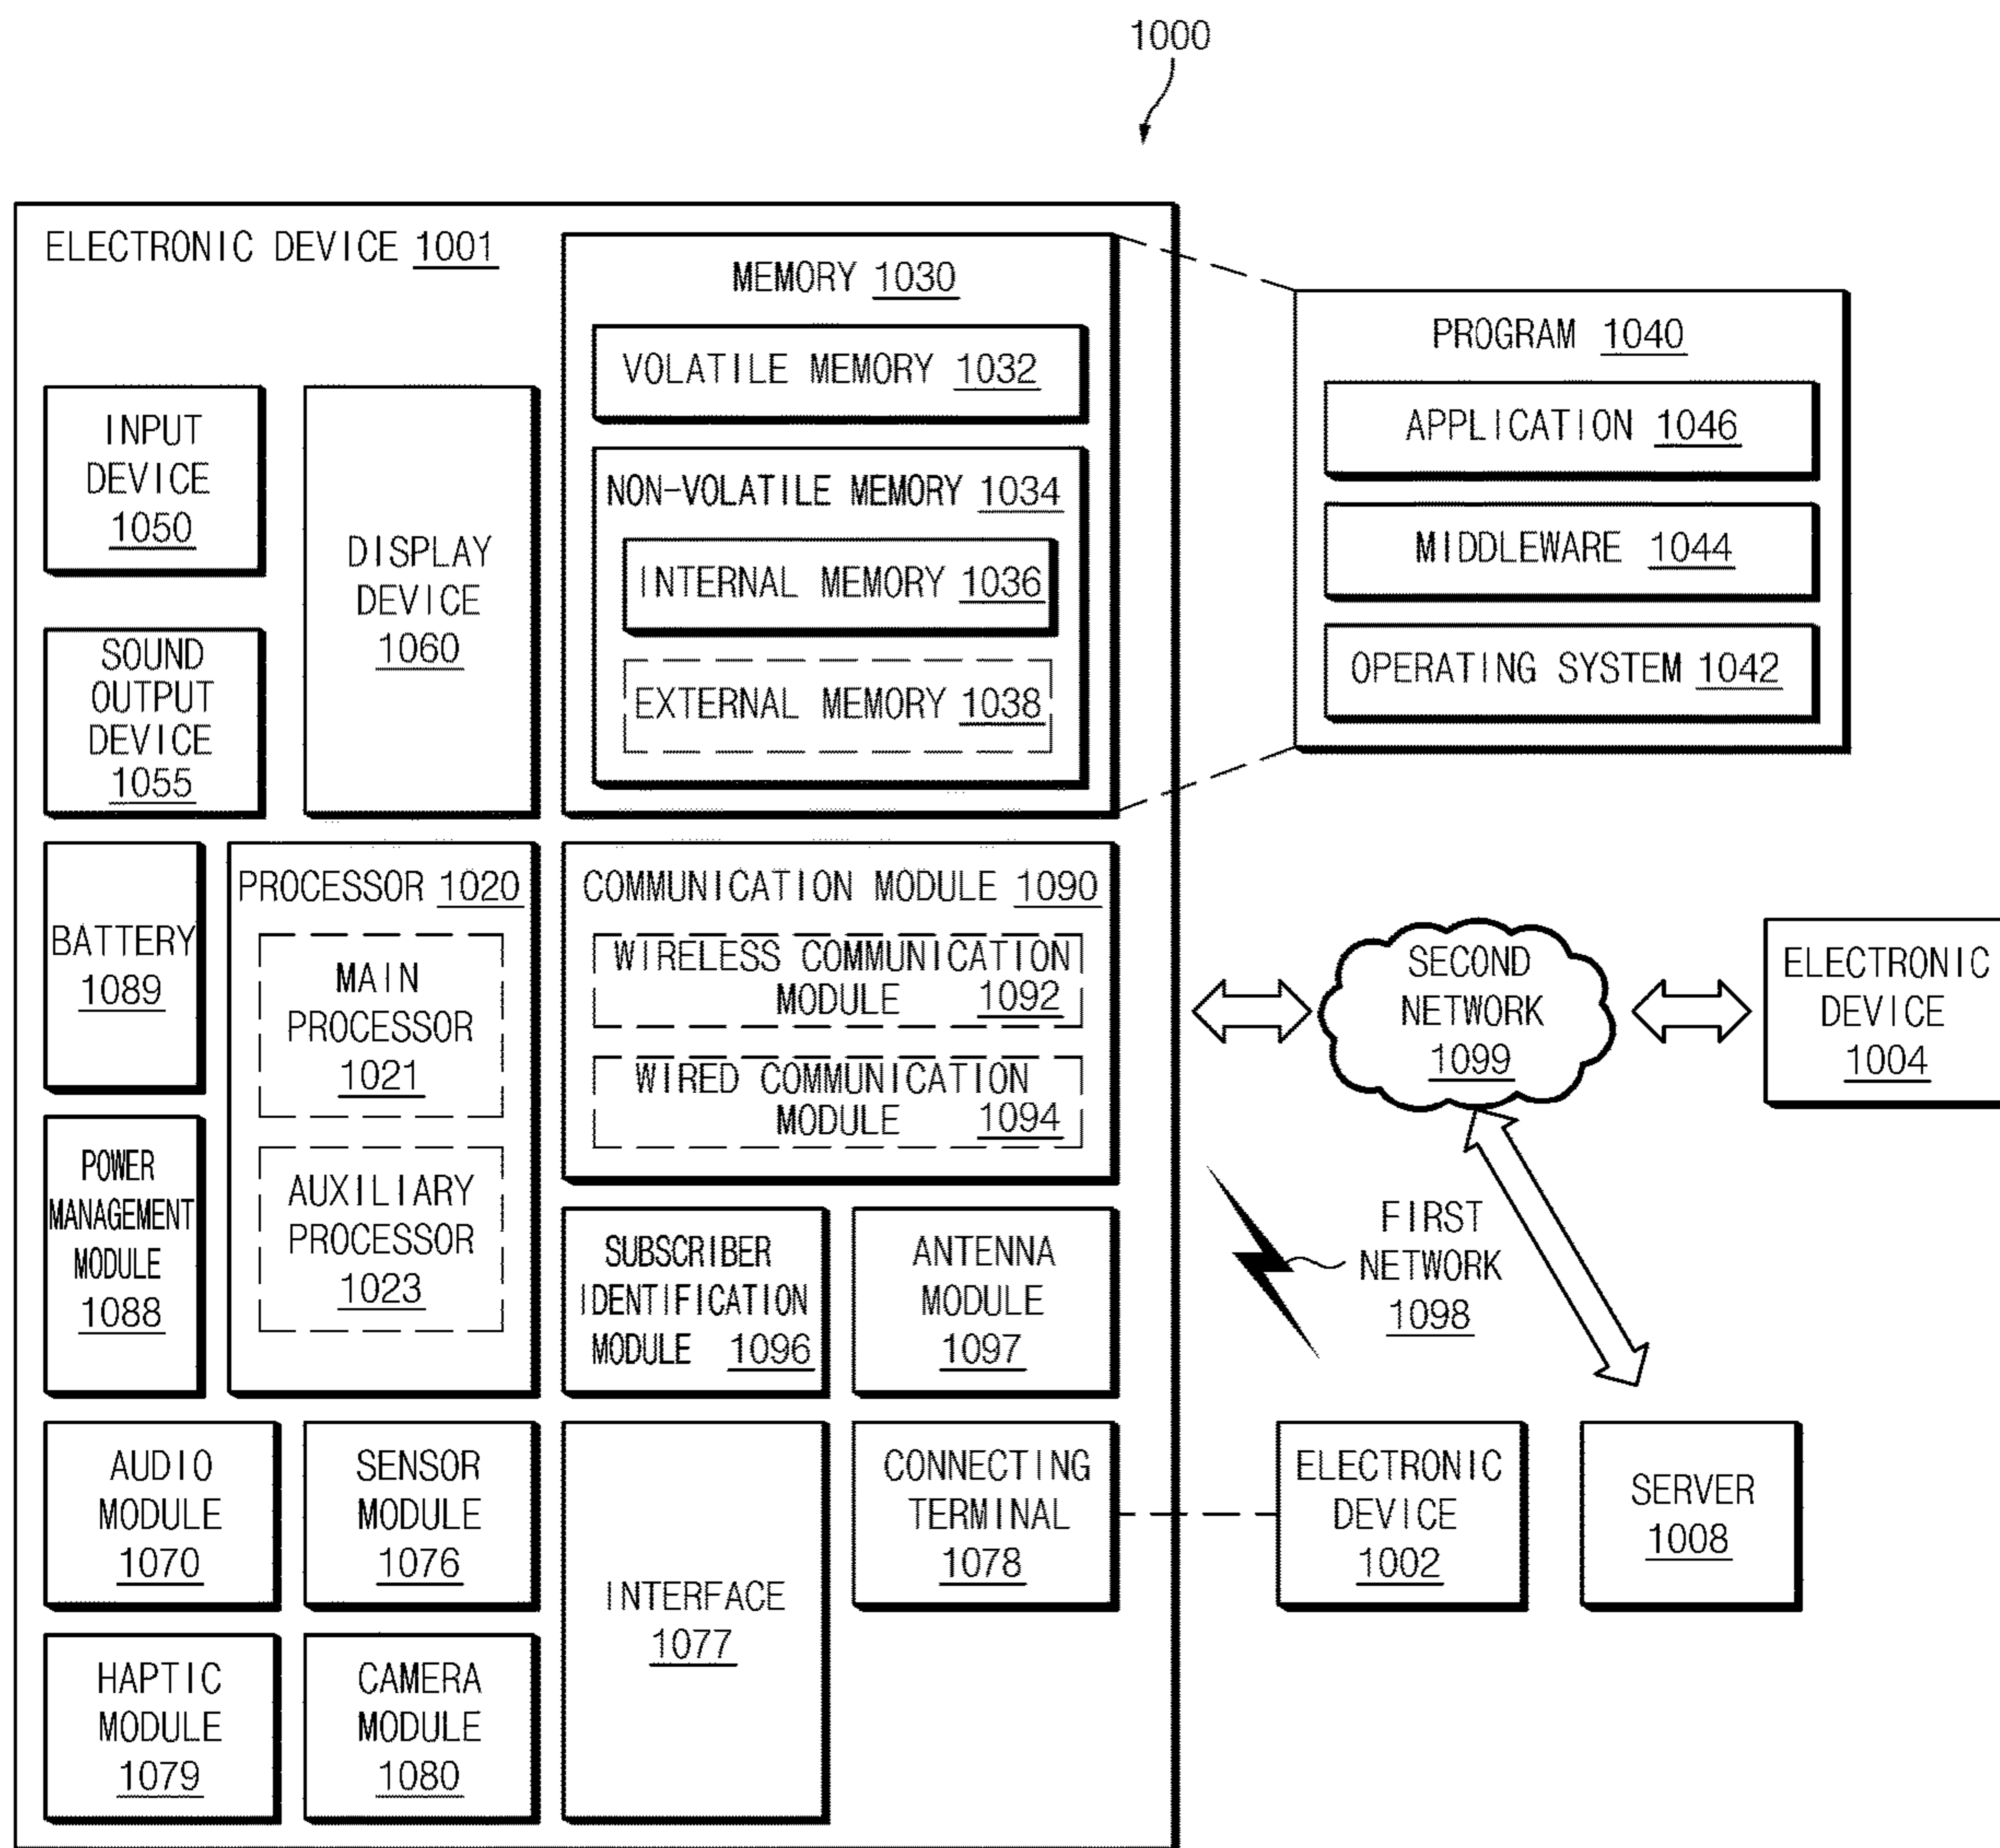 1000
ELECTRONIC DEVICE 1001
MEMORY 1030
VOLATILE MEMORY 1032
NON-VOLATILE MEMORY 1034
INTERNAL MEMORY 1036
EXTERNAL MEMORY 1038
PROGRAM 1040
APPLICATION 1046
MIDDLEWARE 1044
OPERATING SYSTEM 1042
INPUT
DEVICE
1050
DISPLAY
DEVICE
1060
SOUND
OUTPUT
DEVICE
1055
BATTERY
1089
PROCESSOR 1020
MAIN
PROCESSOR
1021
AUXILIARY
PROCESSOR
1023
COMMUNICATION MODULE 1090
WIRELESS COMMUNICATION
MODULE 1092
WIRED COMMUNICATION
MODULE 1094
SECOND
NETWORK
1099
ELECTRONIC
DEVICE
1004
POWER
MANAGEMENT
MODULE
1088
SUBSCRIBER
IDENTIFICATION
MODULE 1096
ANTENNA
MODULE
1097
FIRST
NETWORK
1098
AUDIO
MODULE
1070
SENSOR
MODULE
1076
INTERFACE
1077
CONNECTING
TERMINAL
1078
ELECTRONIC
DEVICE
1002
SERVER
1008
HAPTIC
MODULE
1079
CAMERA
MODULE
1080